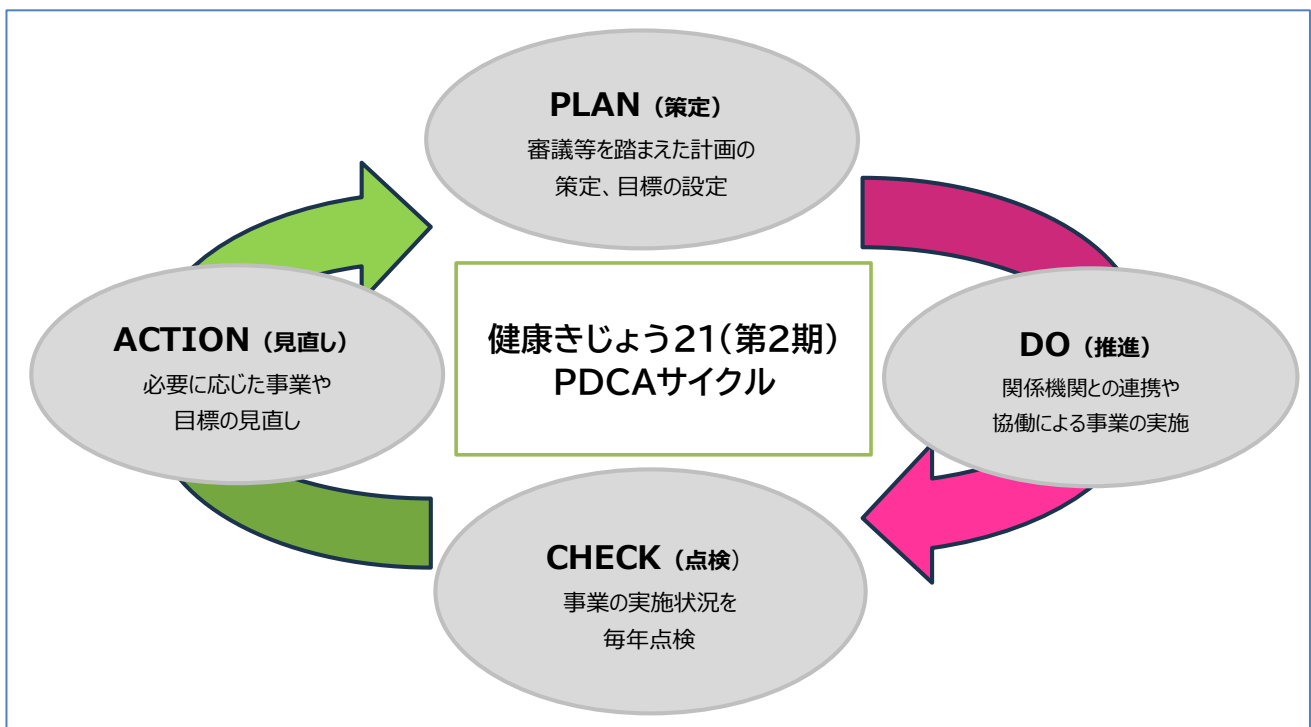 PLAN（策定）
審議等を踏まえた計画の
策定、目標の設定
ACTION（見直し）
必要に応じた事業や
目標の見直し
健康きじょう21（第2期）
PDCAサイクル
DO（推進）
関係機関との連携や
協働による事業の実施
CHECK（点検）
事業の実施状況を
毎年点検